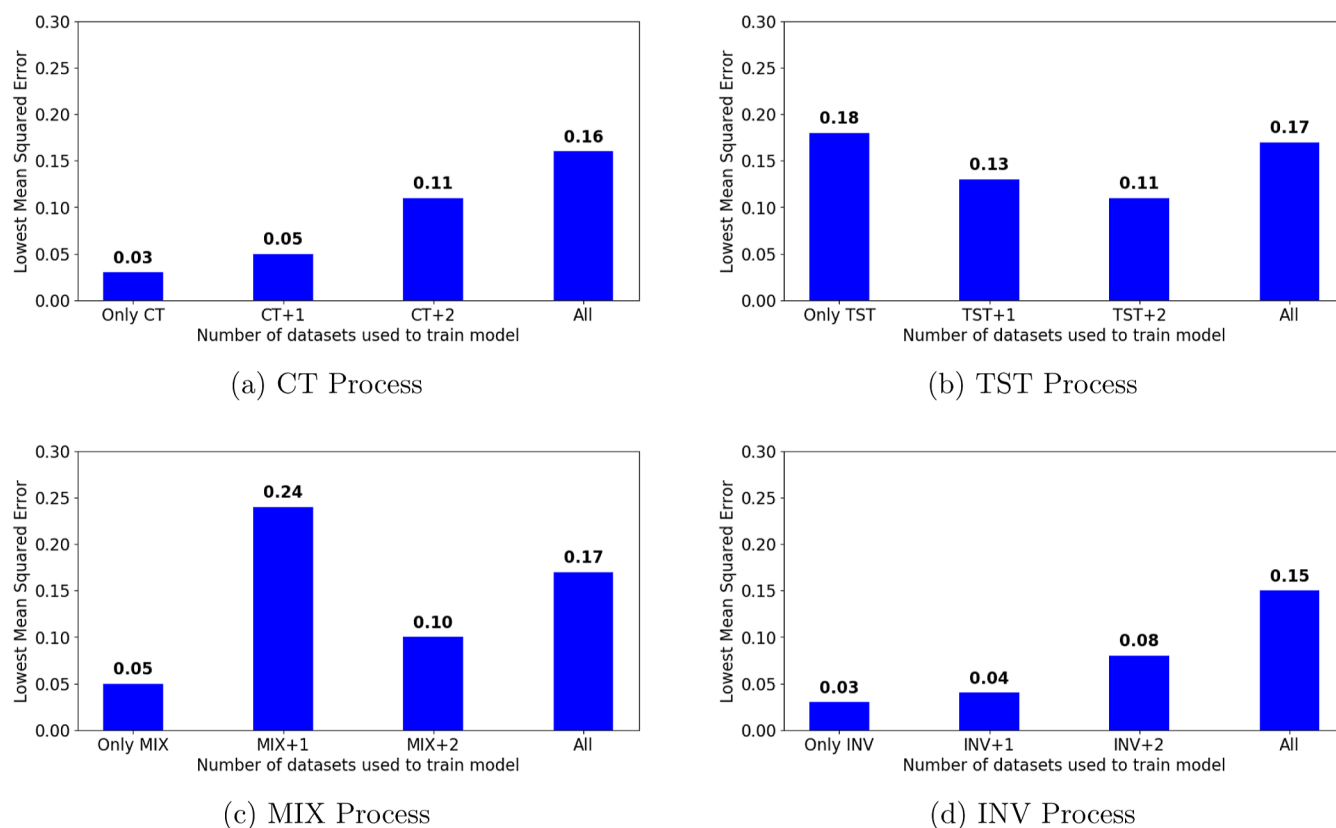 0.30
0.25
0.20
0.15
0.10
0.05
0.00
Lowest Mean Squared Error
0.03
0.05
0.11
0.16
Only CT
CT+1
CT+2
All
Number of datasets used to train model
(a) CT Process
0.30
0.25
0.20
0.15
0.10
0.05
0.00
Lowest Mean Squared Error
0.18
0.13
0.11
0.17
Only TST
TST+1
TST+2
All
Number of datasets used to train model
(b) TST Process
0.30
0.25
0.20
0.15
0.10
0.05
0.00
Lowest Mean Squared Error
0.05
0.24
0.10
0.17
Only MIX
MIX+1
MIX+2
All
Number of datasets used to train model
(c) MIX Process
0.30
0.25
0.20
0.15
0.10
0.05
0.00
Lowest Mean Squared Error
0.03
0.04
0.08
0.15
Only INV
INV+1
INV+2
All
Number of datasets used to train model
(d) INV Process